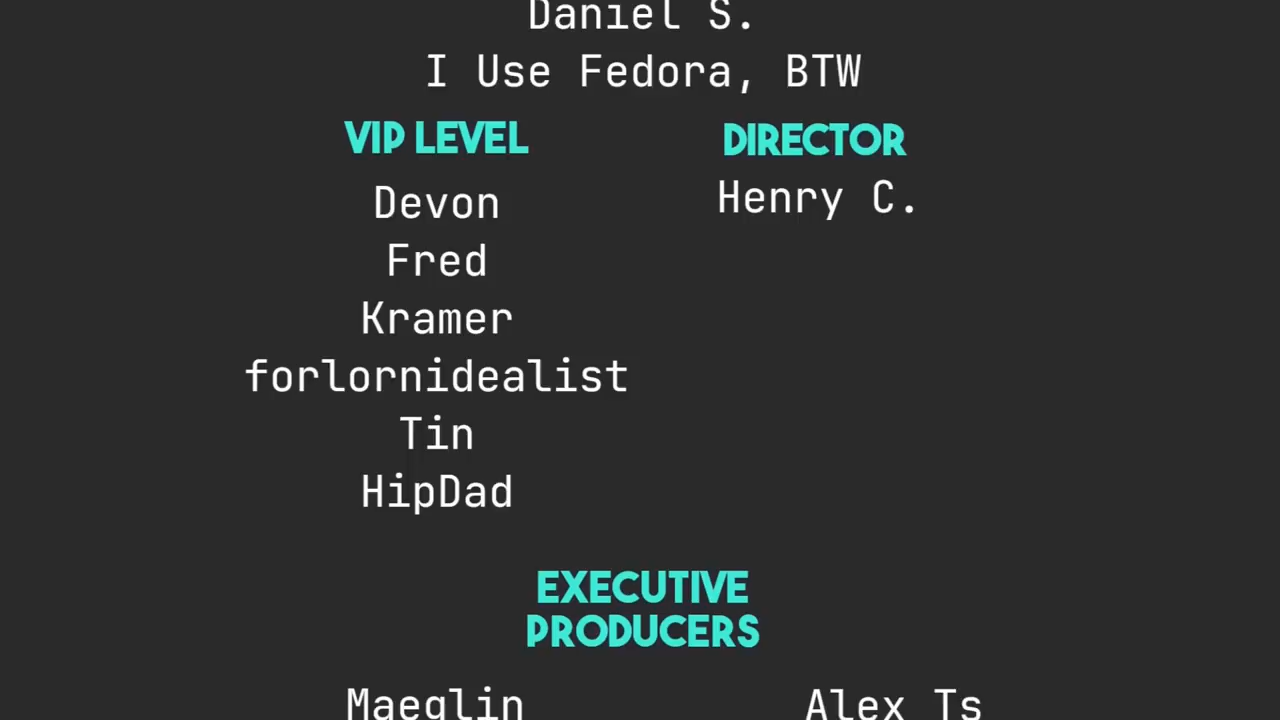 Daniel S.
I Use Fedora, BTW
VIP LEVEL
Devon
Fred
Kramer
forlornidealist
Tin
HipDad
DIRECTOR
Henry C.
EXECUTIVE
PRODUCERS
Maeglin
Alex Ts